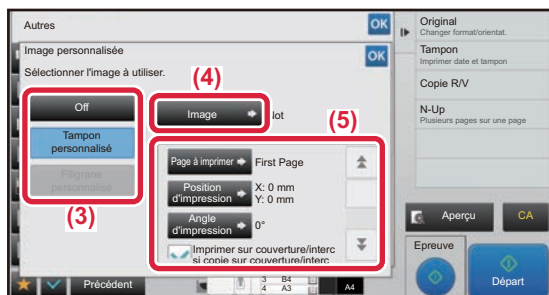 Autres
OK
Image personnalisée
OK
Sélectionner l'image à utiliser.
(4)
Off
Image
lot
(5)
Tampon
personnalisé
Filigrane
personnalisé
(3)
Page à imprimer
First Page
Position
d'impression
X: 0 mm
Y: 0 mm
Angle
d'impression
0°
Imprimer sur couverture/interc
si copie sur couverture/interc
Précédent
3 B4
4 A3
A4
Original
Changer format/orientat.
Tampon
Imprimer date et tampon
Copie R/V
N-Up
Plusieurs pages sur une page
Aperçu
CA
Epreuve
Départ